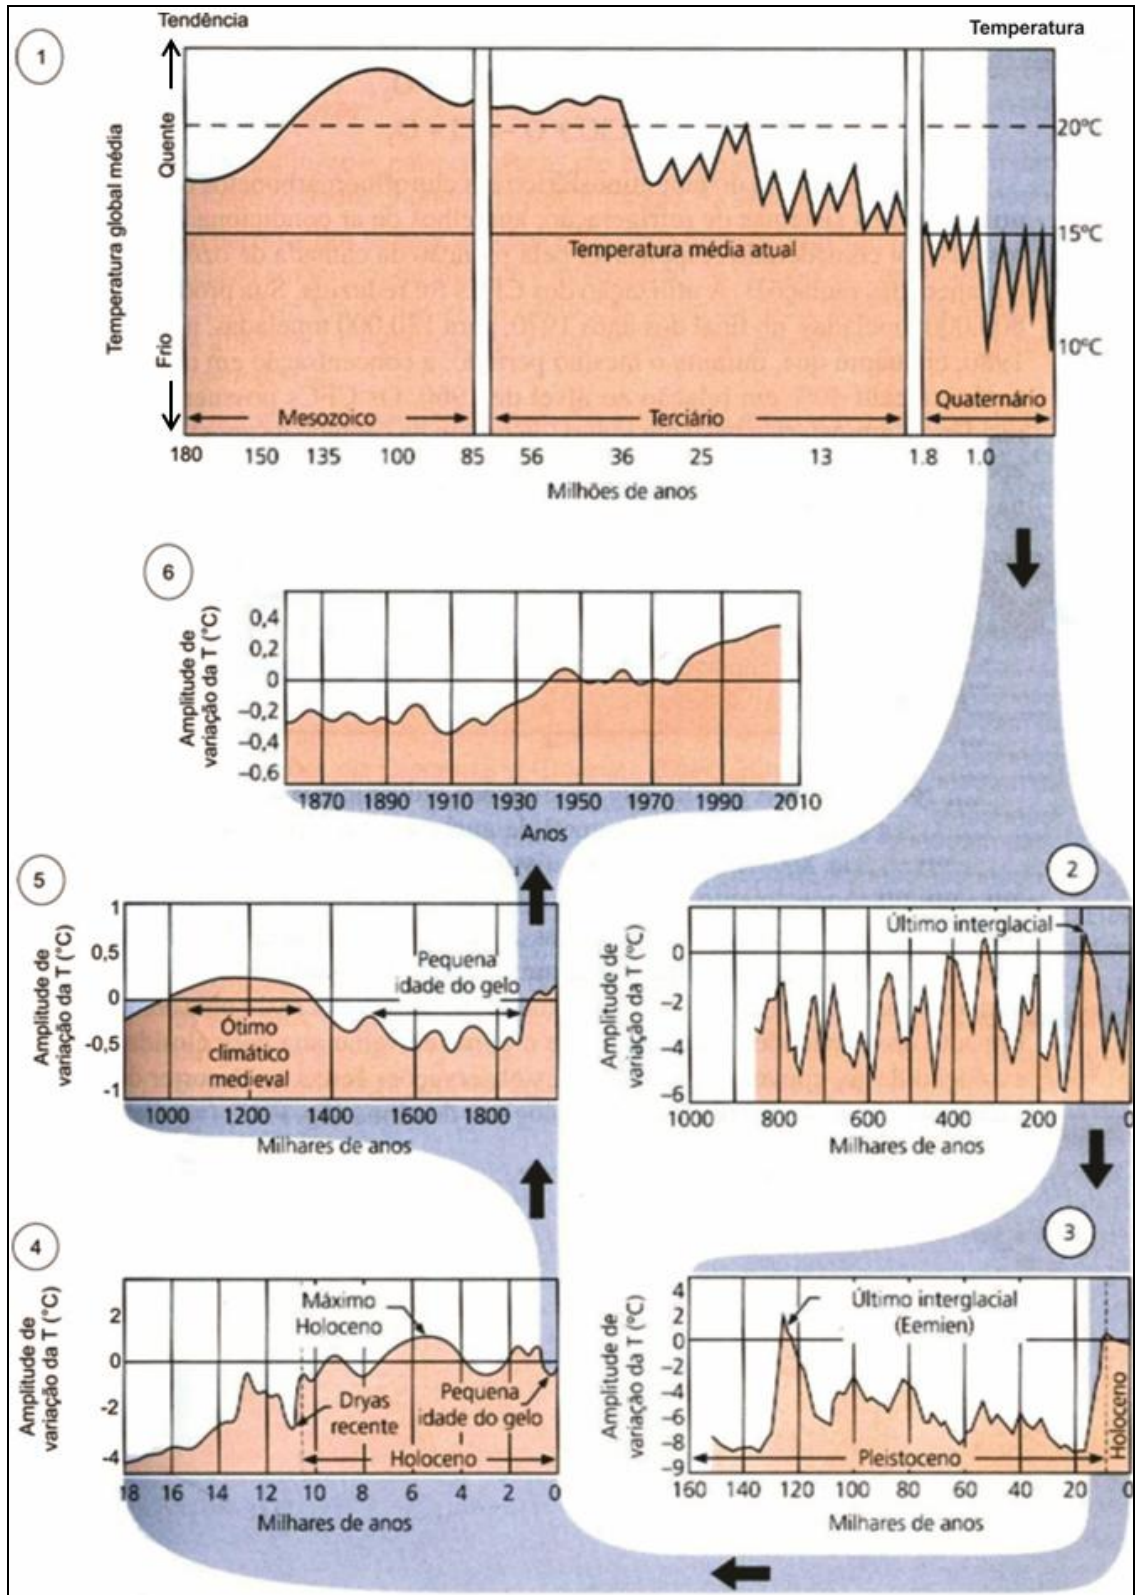 Tendência
Temperatura
1
Temperatura global média
Quente
Frio
20°C
15°C
10°C
Temperatura média atual
Mesozoico
Terciário
Quaternário
180 150 135 100 85 56 36 25 13 1.8 1.0
Milhões de anos
6
Amplitude de
variação da T (°C)
0,4
0,2
0
–0,2
–0,4
–0.6
1870 1890 1910 1930 1950 1970 1990 2010
Anos
5
Amplitude de
variação da T (°C)
1
0,5
0
-0,5
-1
Pequena
idade do gelo
Ótimo
climático
medieval
1000 1200 1400 1600 1800
Milhares de anos
2
Amplitude de
variação da T (ºC)
0
–2
–4
–6
Último interglacial
1000 800 600 400 200 0
Milhares de anos
4
Amplitude de
variação da T (°C)
2
0
-2
-4
Máximo
Holoceno
Dryas
recente
Pequena
idade do gelo
Holoceno
18 16 14 12 10 8 6 4 2 0
Milhares de anos
3
Amplitude de
variação da T (°C)
4
2
0
–2
–4
–6
–8
–9
Último interglacial
(Eemien)
Pleistoceno
Holoceno
160 140 120 100 80 60 40 20 0
Milhares de anos